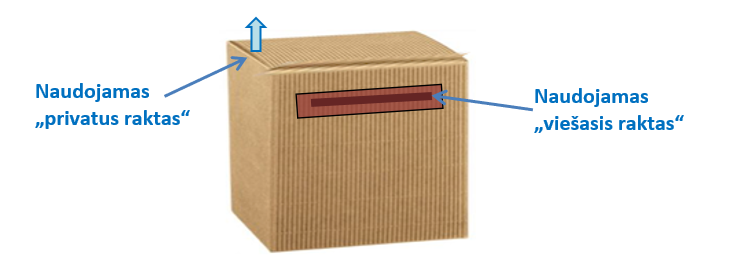 Naudojamas
„privatus raktas“
Naudojamas
„viešasis raktas“